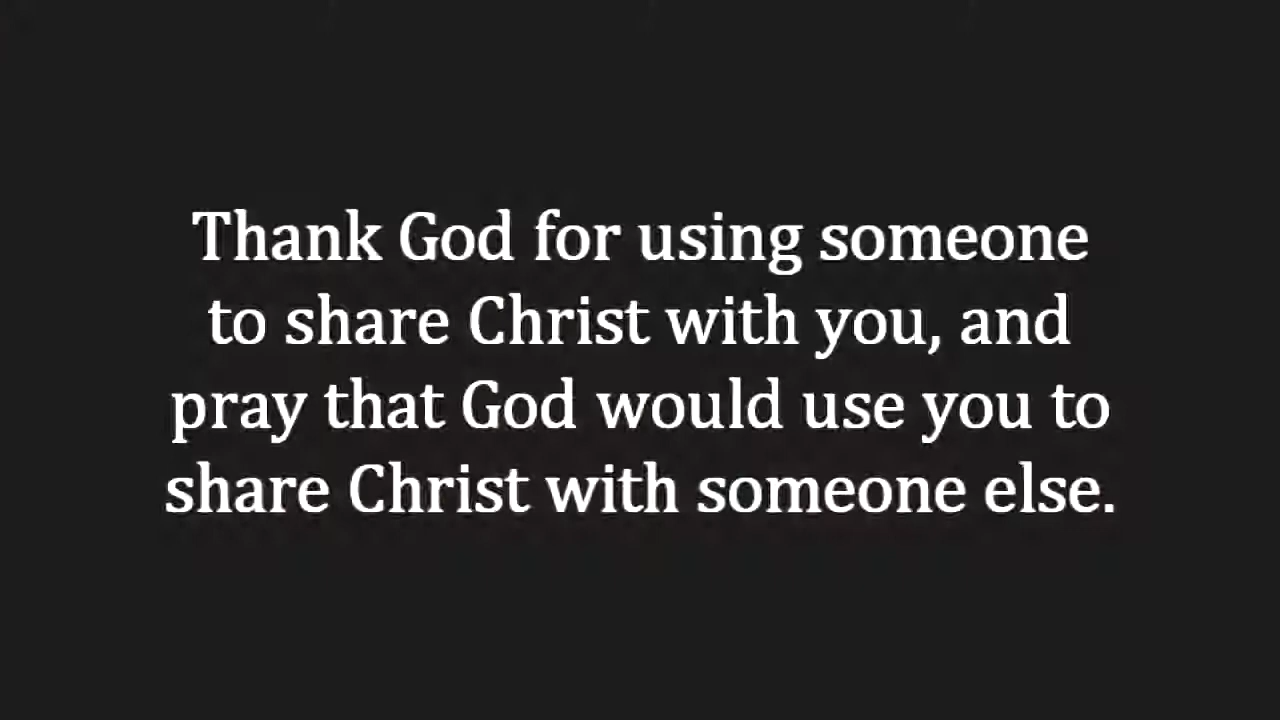 Thank God for using someone
to share Christ with you, and
pray that God would use you to
share Christ with someone else.